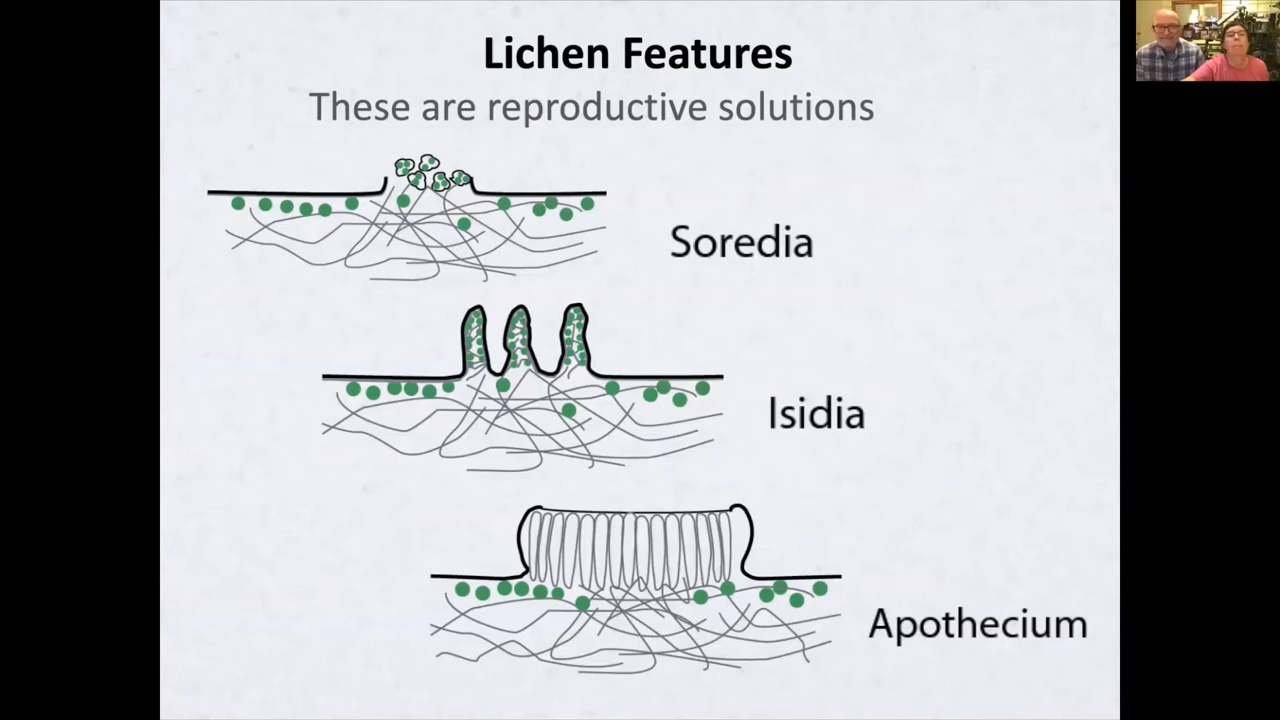 Lichen Features
These are reproductive solutions
Soredia
Isidia
Apothecium